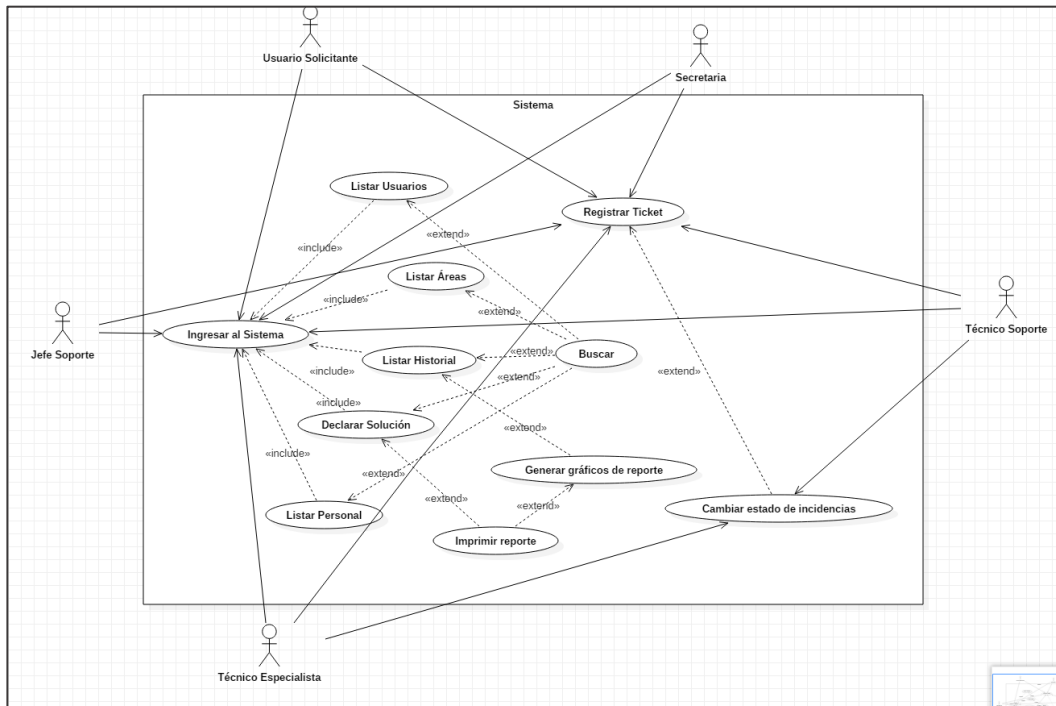 Usuario Solicitante
Secretaria
Sistema
Listar Usuarios
Registrar Ticket
«extend»
«include»
Listar Áreas
«include»
«extend»
Ingresar al Sistema
Jefe Soporte
Técnico Soporte
Listar Historial
«extend»
Buscar
«include»
«extend»
«extend»
«include»
Declarar Solución
«extend»
«include»
«extend»
Generar gráficos de reporte
«extend»
«extend»
Listar Personal
Cambiar estado de incidencias
Imprimir reporte
Técnico Especialista